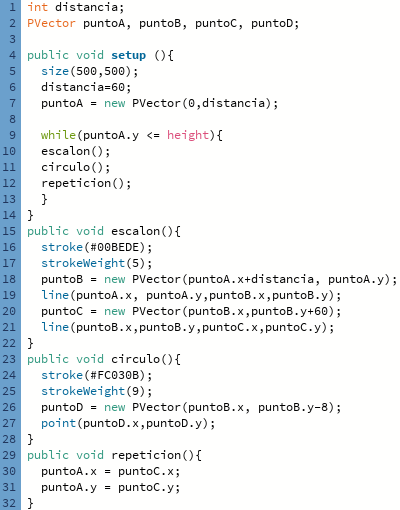 1 int distancia;
2 PVector puntoA, puntoB, puntoC, puntoD;
3
4 public void setup (){
5   size(500,500);
6   distancia=60;
7   puntoA = new PVector(0,distancia);
8
9   while(puntoA.y <= height){
10   escalon();
11   circulo();
12   repeticion();
13   }
14 }
15 public void escalon(){
16   stroke(#00BEDE);
17   strokeWeight(5);
18   puntoB = new PVector(puntoA.x+distancia, puntoA.y);
19   line(puntoA.x, puntoA.y,puntoB.x,puntoB.y);
20   puntoC = new PVector(puntoB.x,puntoB.y+60);
21   line(puntoB.x,puntoB.y,puntoC.x,puntoC.y);
22 }
23 public void circulo(){
24   stroke(#FC030B);
25   strokeWeight(9);
26   puntoD = new PVector(puntoB.x, puntoB.y-8);
27   point(puntoD.x,puntoD.y);
28 }
29 public void repeticion(){
30   puntoA.x = puntoC.x;
31   puntoA.y = puntoC.y;
32 }